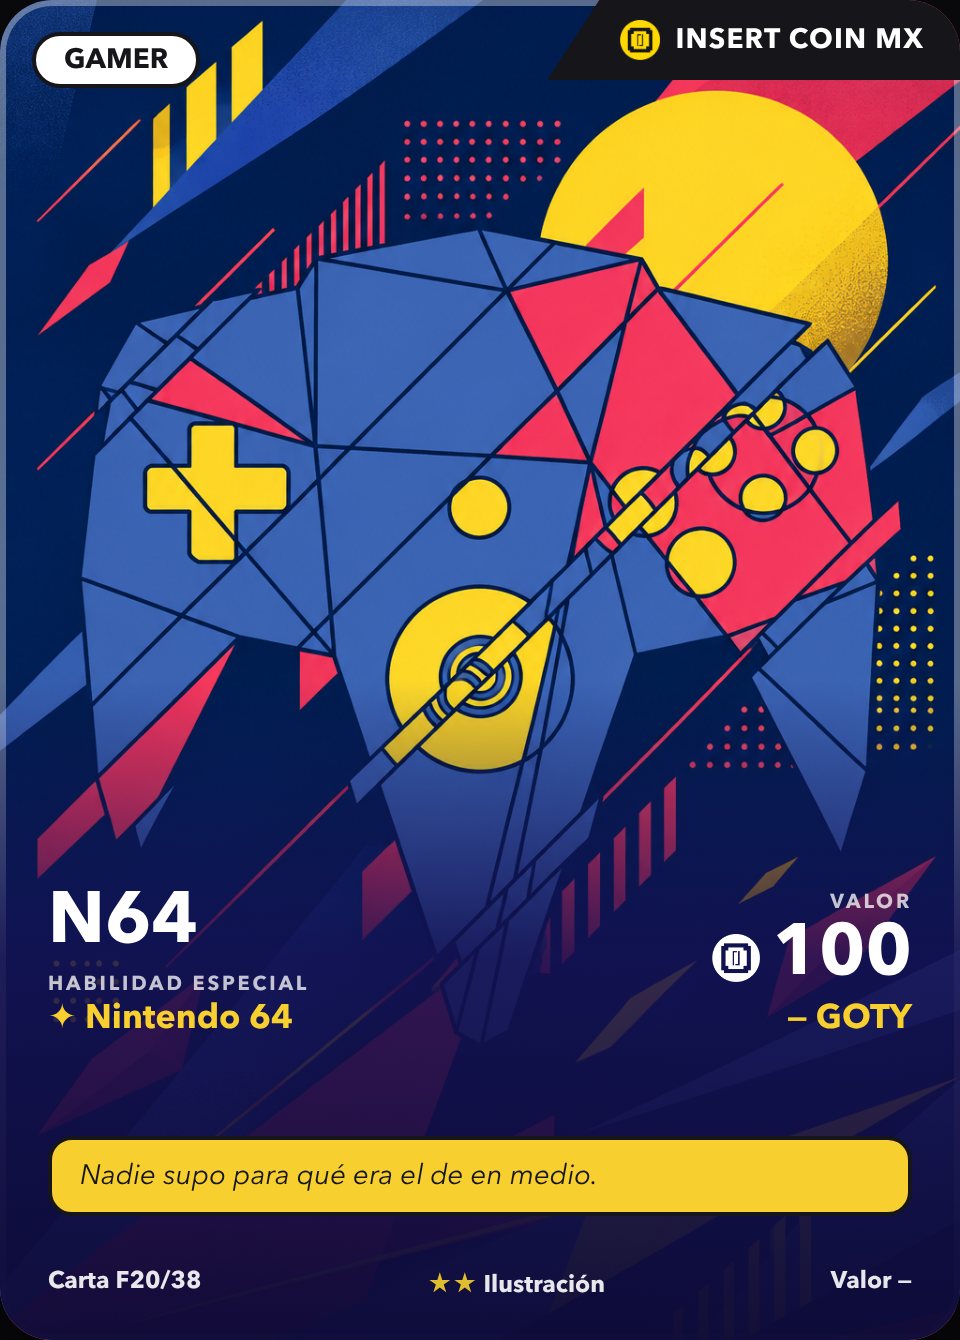 GAMER
INSERT COIN MX
N64
VALOR
100
HABILIDAD ESPECIAL
✦ Nintendo 64
– GOTY
Nadie supo para qué era el de en medio.
Carta F20/38
★★ Ilustración
Valor –